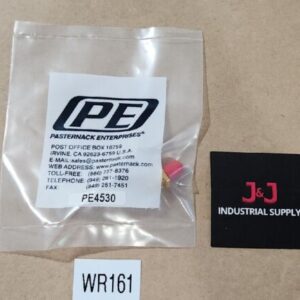 PE
PASTERNACK ENTERPRISES®
POST OFFICE BOX 16759
IRVINE, CA 92623-6759 U.S.A.
E-MAIL: sales@pasternack.com
WEB ADDRESS: www.pasternack.com
TOLL-FREE: (866) 727-8376
TELEPHONE: (949) 261-1920
FAX: (949) 261-7451
PE4530
J&J
INDUSTRIAL SUPPLY
WR161